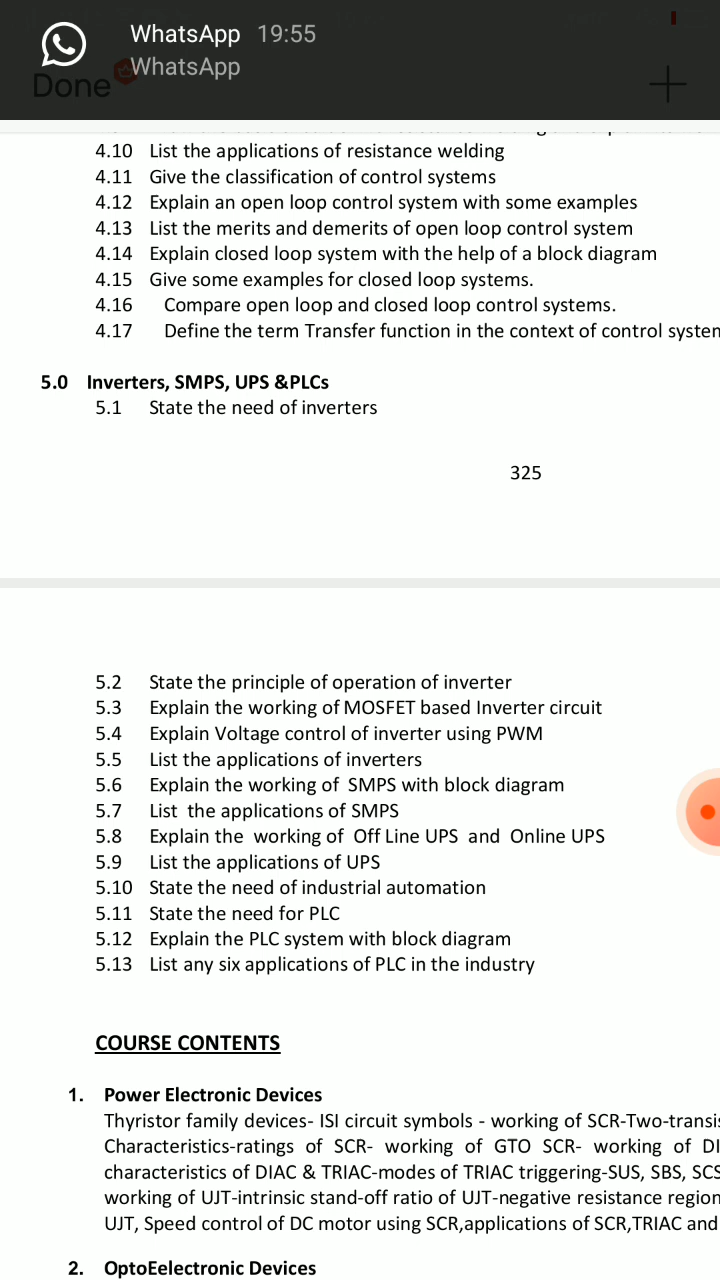 WhatsApp 19:55
WhatsApp
Done
4.10 List the applications of resistance welding
4.11 Give the classification of control systems
4.12 Explain an open loop control system with some examples
4.13 List the merits and demerits of open loop control system
4.14 Explain closed loop system with the help of a block diagram
4.15 Give some examples for closed loop systems.
4.16 Compare open loop and closed loop control systems.
4.17 Define the term Transfer function in the context of control system
5.0 Inverters, SMPS, UPS &PLCs
5.1 State the need of inverters
325
5.2 State the principle of operation of inverter
5.3 Explain the working of MOSFET based Inverter circuit
5.4 Explain Voltage control of inverter using PWM
5.5 List the applications of inverters
5.6 Explain the working of SMPS with block diagram
5.7 List the applications of SMPS
5.8 Explain the working of Off Line UPS and Online UPS
5.9 List the applications of UPS
5.10 State the need of industrial automation
5.11 State the need for PLC
5.12 Explain the PLC system with block diagram
5.13 List any six applications of PLC in the industry
COURSE CONTENTS
1. Power Electronic Devices
Thyristor family devices- ISI circuit symbols - working of SCR-Two-transis
Characteristics-ratings of SCR- working of GTO SCR- working of DI
characteristics of DIAC & TRIAC-modes of TRIAC triggering-SUS, SBS, SCS
working of UJT-intrinsic stand-off ratio of UJT-negative resistance region
UJT, Speed control of DC motor using SCR,applications of SCR,TRIAC and
2. OptoEelectronic Devices